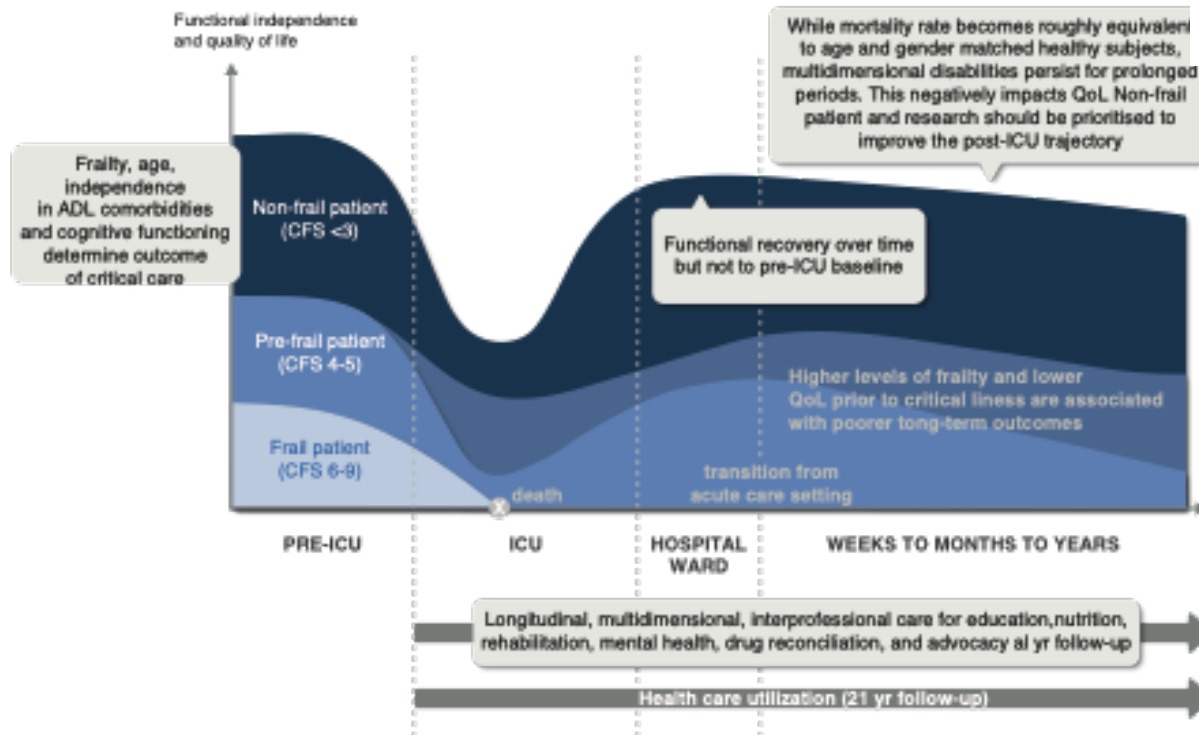 Functional independence
and quality of life
While mortality rate becomes roughly equivalent
to age and gender matched healthy subjects,
multidimensional disabilities persist for prolonged
periods. This negatively impacts QoL Non-frail
patient and research should be prioritised to
improve the post-ICU trajectory
Frailty, age,
independence
in ADL comorbidities
and cognitive functioning
determine outcome
of critical care
Non-frail patient
(CFS <3)
Functional recovery over time
but not to pre-ICU baseline
Pre-frail patient
(CFS 4-5)
Higher levels of frailty and lower
QoL prior to critical liness are associated
with poorer tong-term outcomes
Frail patient
(CFS 6-9)
death
transition from
acute care setting
PRE-ICU
ICU
HOSPITAL
WARD
WEEKS TO MONTHS TO YEARS
Longitudinal, multidimensional, interprofessional care for education,nutrition,
rehabilitation, mental health, drug reconciliation, and advocacy al yr follow-up
Health care utilization (21 yr follow-up)